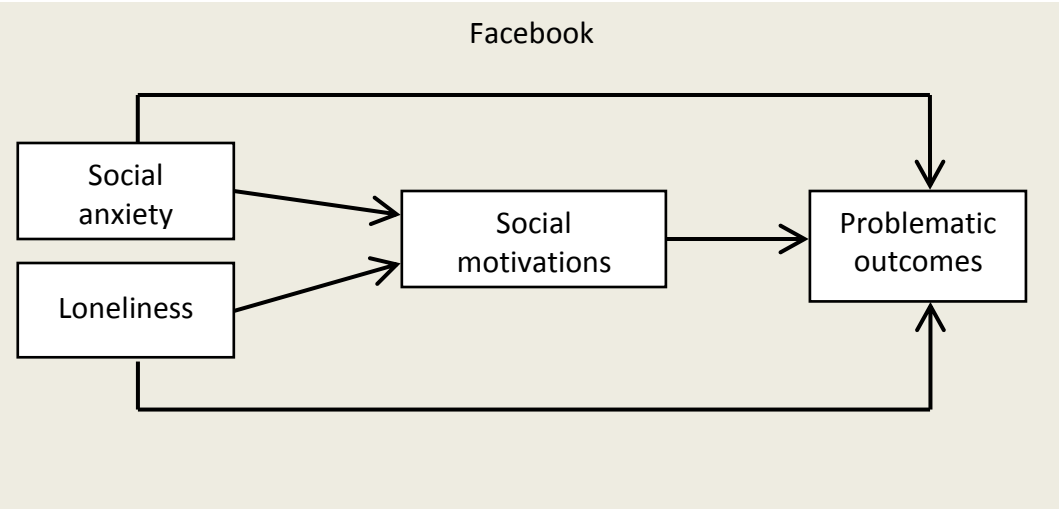 Facebook
Social
anxiety
Loneliness
Social
motivations
Problematic
outcomes